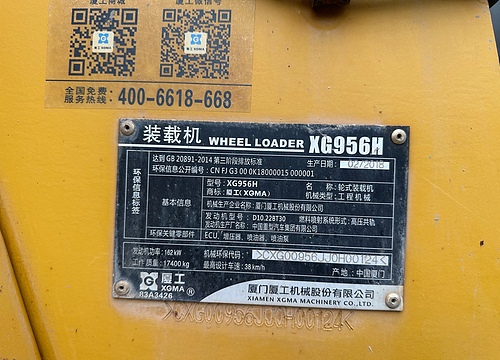 厦工商城 厦工微信号
全国免费
服务热线: 400-6618-668
装载机 WHEEL LOADER XG956H
达到 GB 20891-2014 第三阶段排放标准 生产日期: 02/2018
环保信息公开编号: CN FJ G3 00 0K18000015 000001
环保信息标签
基本信息
型号: XG956H 名 称: 轮式装载机
商标: 厦工(XGMA) 机械类型: 工程机械
机械生产企业名称: 厦门厦工机械股份有限公司
发动机型号: D10.22BT30 燃料喷射系统形式: 高压共轨
发动机生产厂名称: 中国重型汽车集团有限公司
环保关键零部件 ECU、增压器、喷油器、喷油泵
发动机功率: 162 kW 机械环保代码: >CXG00956JJ0H00124<
工作质量: 17400 kg 最高设计车速: 38 km/h 产地: 中国厦门
厦工 XGMA
83A3426
厦门厦工机械股份有限公司
XIAMEN XGMA MACHINERY CO.,LTD.
>CXG00956JJ0H00124<